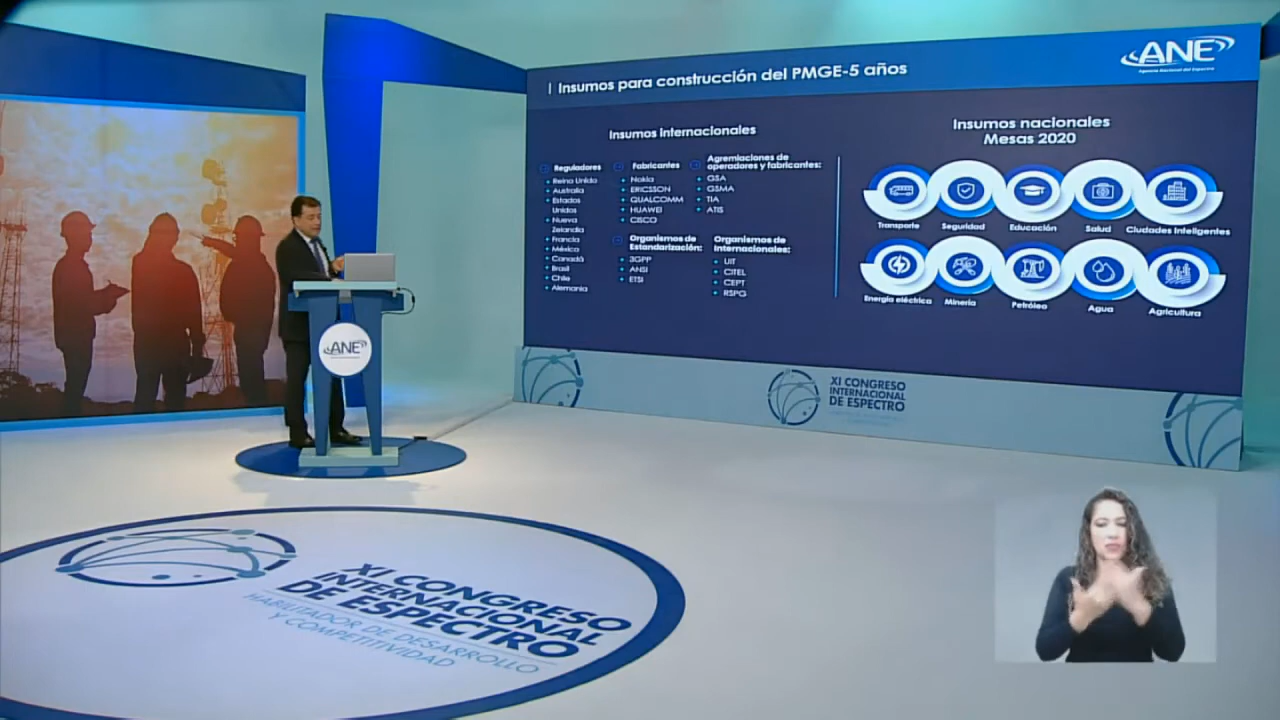 | Insumos para construcción del PMGE-5 años
ANE
Agencia Nacional del Espectro
Insumos internacionales
Reguladores
Reino Unido
Australia
Estados
Unidos
Nueva
Zelandia
Francia
México
Canadá
Brasil
Chile
Alemania
Fabricantes
Nokia
ERICSSON
QUALCOMM
HUAWEI
CISCO
Agremiaciones de
operadores y fabricantes:
GSA
GSMA
TIA
ATIS
Organismos de
Estandarización:
3GPP
ANSI
ETSI
Organismos de
Internacionales:
UIT
CITEL
CEPT
RSPG
Insumos nacionales
Mesas 2020
Transporte
Seguridad
Educación
Salud
Ciudades Inteligentes
Energía eléctrica
Minería
Petróleo
Agua
Agricultura
ANE
XI CONGRESO
INTERNACIONAL
DE ESPECTRO
XI CONGRESO
INTERNACIONAL
DE ESPECTRO
HABILITADOR DE DESARROLLO
Y COMPETITIVIDAD